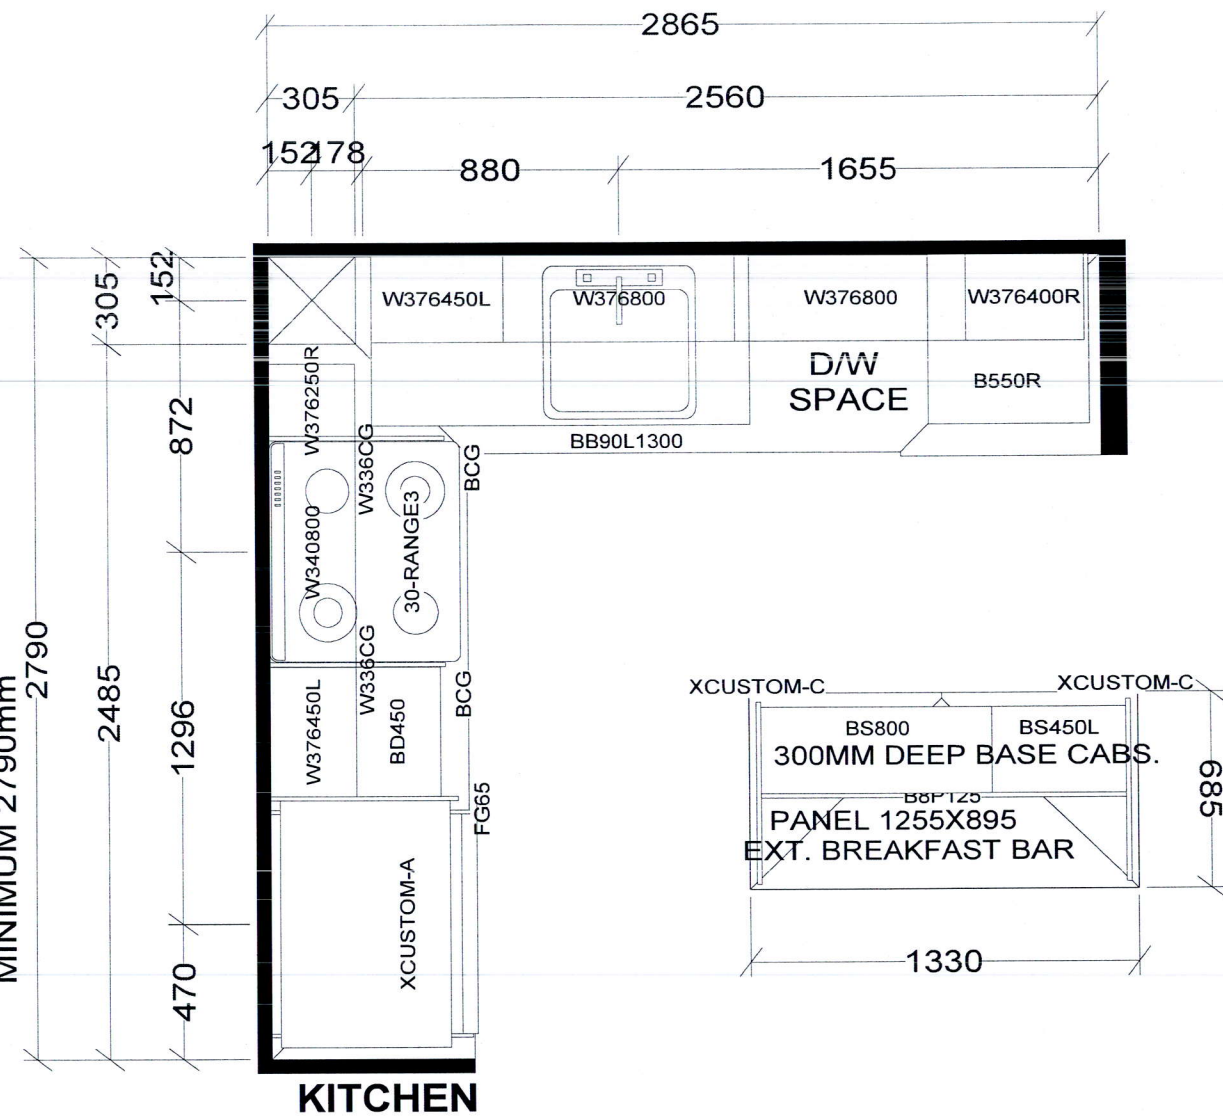 2865
305
2560
152
178
880
1655
152
305
872
2790
2485
1296
470
MINIMUM 2790mm
W376450L
W376800
W376800
W376400R
D/W
SPACE
B550R
BB90L1300
W376250R
W336CG
BCG
W340800
30-RANGE3
W336CG
BCG
W376450L
BD450
FG65
XCUSTOM-A
XCUSTOM-C
XCUSTOM-C
BS800
BS450L
300MM DEEP BASE CABS.
B8P125
PANEL 1255X895
EXT. BREAKFAST BAR
685
1330
KITCHEN